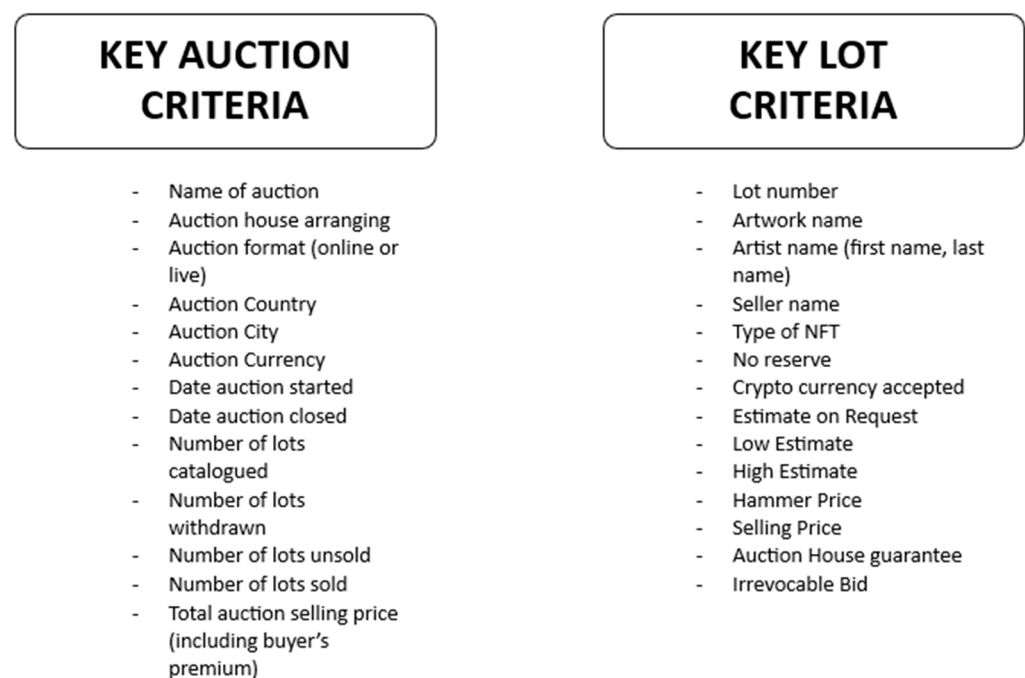 KEY AUCTION
CRITERIA
- Name of auction
- Auction house arranging
- Auction format (online or
live)
- Auction Country
- Auction City
- Auction Currency
- Date auction started
- Date auction closed
- Number of lots
catalogued
- Number of lots
withdrawn
- Number of lots unsold
- Number of lots sold
- Total auction selling price
(including buyer’s
premium)
KEY LOT
CRITERIA
- Lot number
- Artwork name
- Artist name (first name, last
name)
- Seller name
- Type of NFT
- No reserve
- Crypto currency accepted
- Estimate on Request
- Low Estimate
- High Estimate
- Hammer Price
- Selling Price
- Auction House guarantee
- Irrevocable Bid